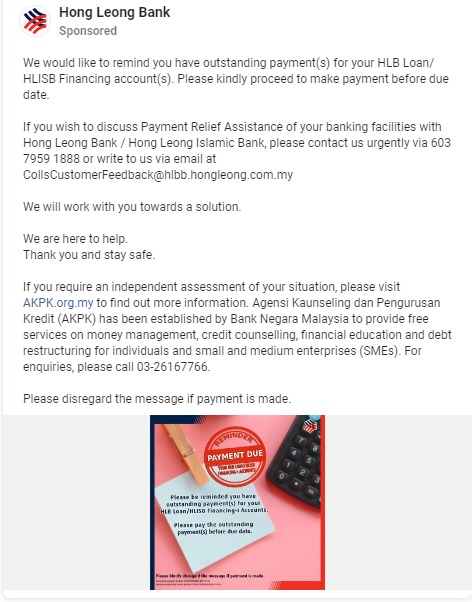 Hong Leong Bank
Sponsored
We would like to remind you have outstanding payment(s) for your HLB Loan/
HLISB Financing account(s). Please kindly proceed to make payment before due
date.
If you wish to discuss Payment Relief Assistance of your banking facilities with
Hong Leong Bank / Hong Leong Islamic Bank, please contact us urgently via 603
7959 1888 or write to us via email at
CollsCustomerFeedback@hlbb.hongleong.com.my
We will work with you towards a solution.
We are here to help.
Thank you and stay safe.
If you require an independent assessment of your situation, please visit
AKPK.org.my to find out more information. Agensi Kaunseling dan Pengurusan
Kredit (AKPK) has been established by Bank Negara Malaysia to provide free
services on money management, credit counselling, financial education and debt
restructuring for individuals and small and medium enterprises (SMEs). For
enquiries, please call 03-26167766.
Please disregard the message if payment is made.
REMINDER
PAYMENT DUE
YOUR HLB LOAN/HLISB
FINANCING-i ACCOUNTS
Please be reminded you have
outstanding payment(s) for your
HLB Loan/HLISB Financing-i Accounts.
Please pay the outstanding
payment(s) before due date.
Please kindly disregard the message if payment is made.